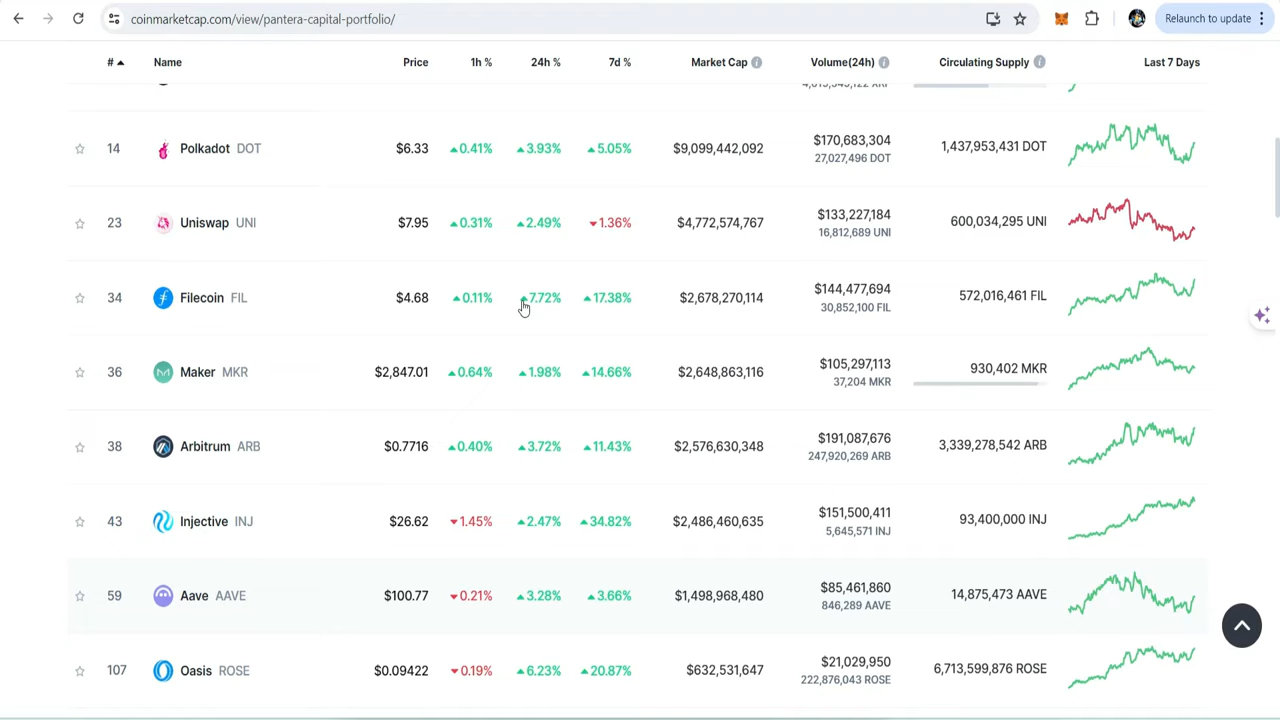 coinmarketcap.com/view/pantera-capital-portfolio/
Relaunch to update
# Name Price 1h % 24h % 7d % Market Cap Volume(24h) Circulating Supply Last 7 Days
14 Polkadot DOT $6.33 0.41% 3.93% 5.05% $9,099,442,092 $170,683,304 1,437,953,431 DOT
27,027,496 DOT
23 Uniswap UNI $7.95 0.31% 2.49% 1.36% $4,772,574,767 $133,227,184 600,034,295 UNI
16,812,689 UNI
34 Filecoin FIL $4.68 0.11% 7.72% 17.38% $2,678,270,114 $144,477,694 572,016,461 FIL
30,852,100 FIL
36 Maker MKR $2,847.01 0.64% 1.98% 14.66% $2,648,863,116 $105,297,113 930,402 MKR
37,204 MKR
38 Arbitrum ARB $0.7716 0.40% 3.72% 11.43% $2,576,630,348 $191,087,676 3,339,278,542 ARB
247,920,269 ARB
43 Injective INJ $26.62 1.45% 2.47% 34.82% $2,486,460,635 $151,500,411 93,400,000 INJ
5,645,571 INJ
59 Aave AAVE $100.77 0.21% 3.28% 3.66% $1,498,968,480 $85,461,860 14,875,473 AAVE
846,289 AAVE
107 Oasis ROSE $0.09422 0.19% 6.23% 20.87% $632,531,647 $21,029,950 6,713,599,876 ROSE
222,876,043 ROSE